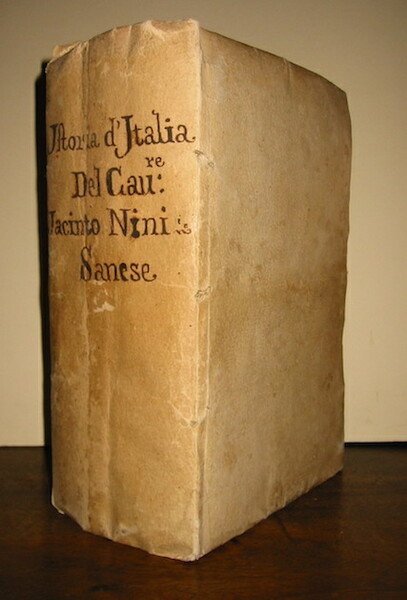 Istoria d'Italia
Del Cau:re
Jacinto Nini
Sanese